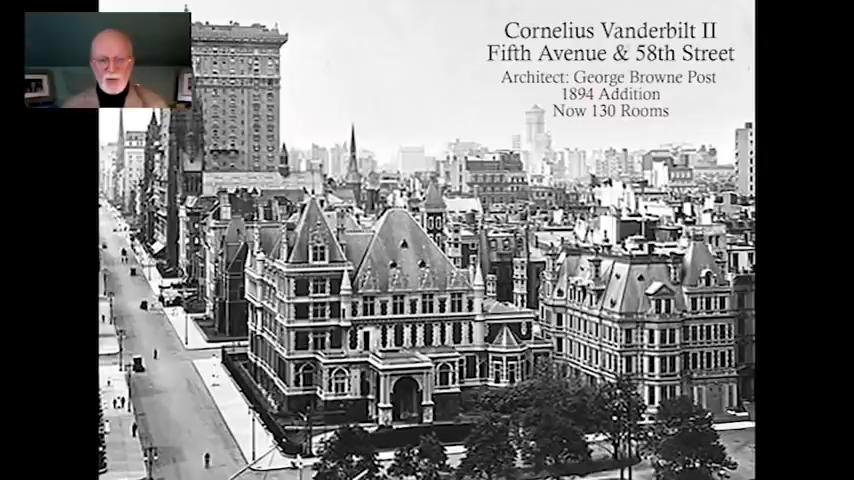 Cornelius Vanderbilt II
Fifth Avenue & 58th Street
Architect: George Browne Post
1894 Addition
Now 130 Rooms